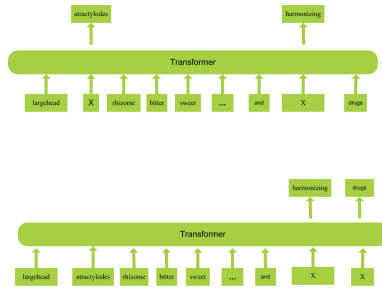 atractylodes harmonizing
Transformer
largehead X rhizome bitter sweet ... and X drugs
harmonizing drugs
Transformer
largehead atractylodes rhizome bitter sweet ... and X X